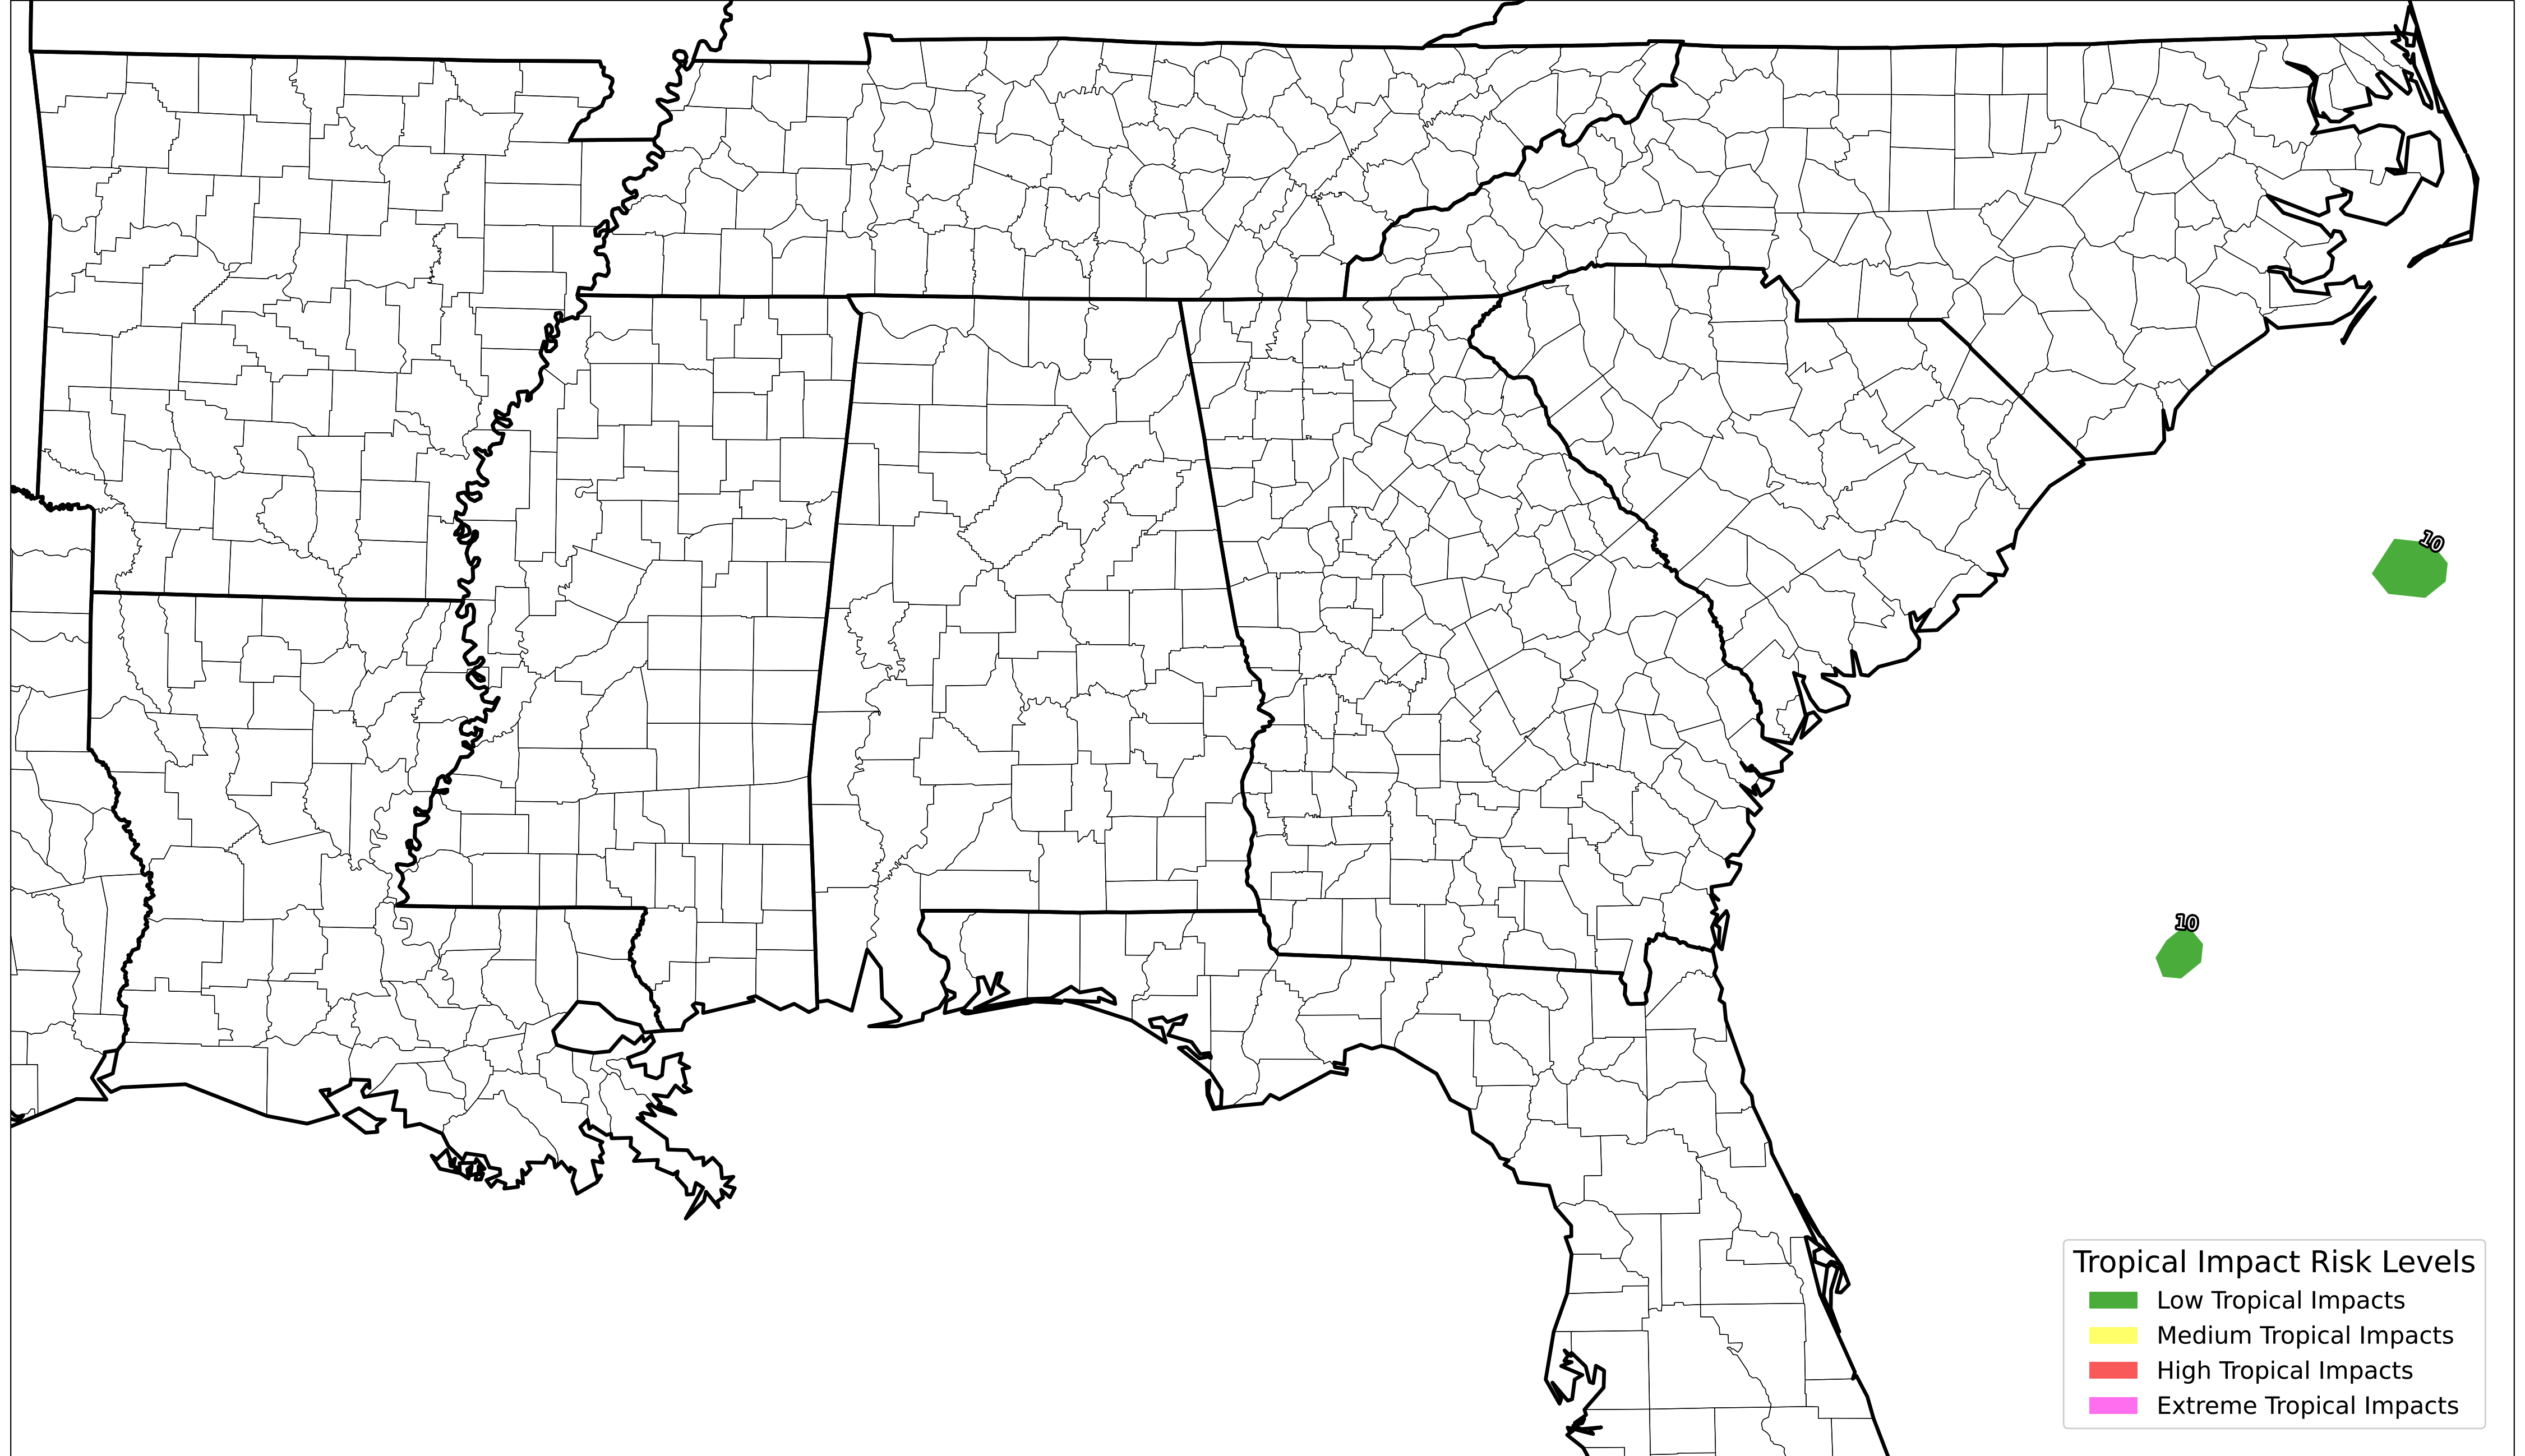 10
10
Tropical Impact Risk Levels
Low Tropical Impacts
Medium Tropical Impacts
High Tropical Impacts
Extreme Tropical Impacts